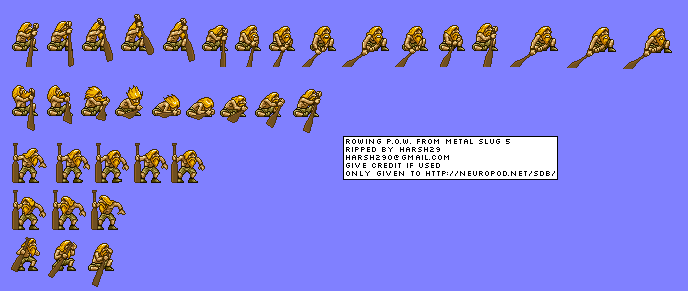 ROWING P.O.W. FROM METAL SLUG 5
RIPPED BY HARSH29
HARSH290@GMAIL.COM
GIVE CREDIT IF USED
ONLY GIVEN TO HTTP://NEUROPOD.NET/SDB/